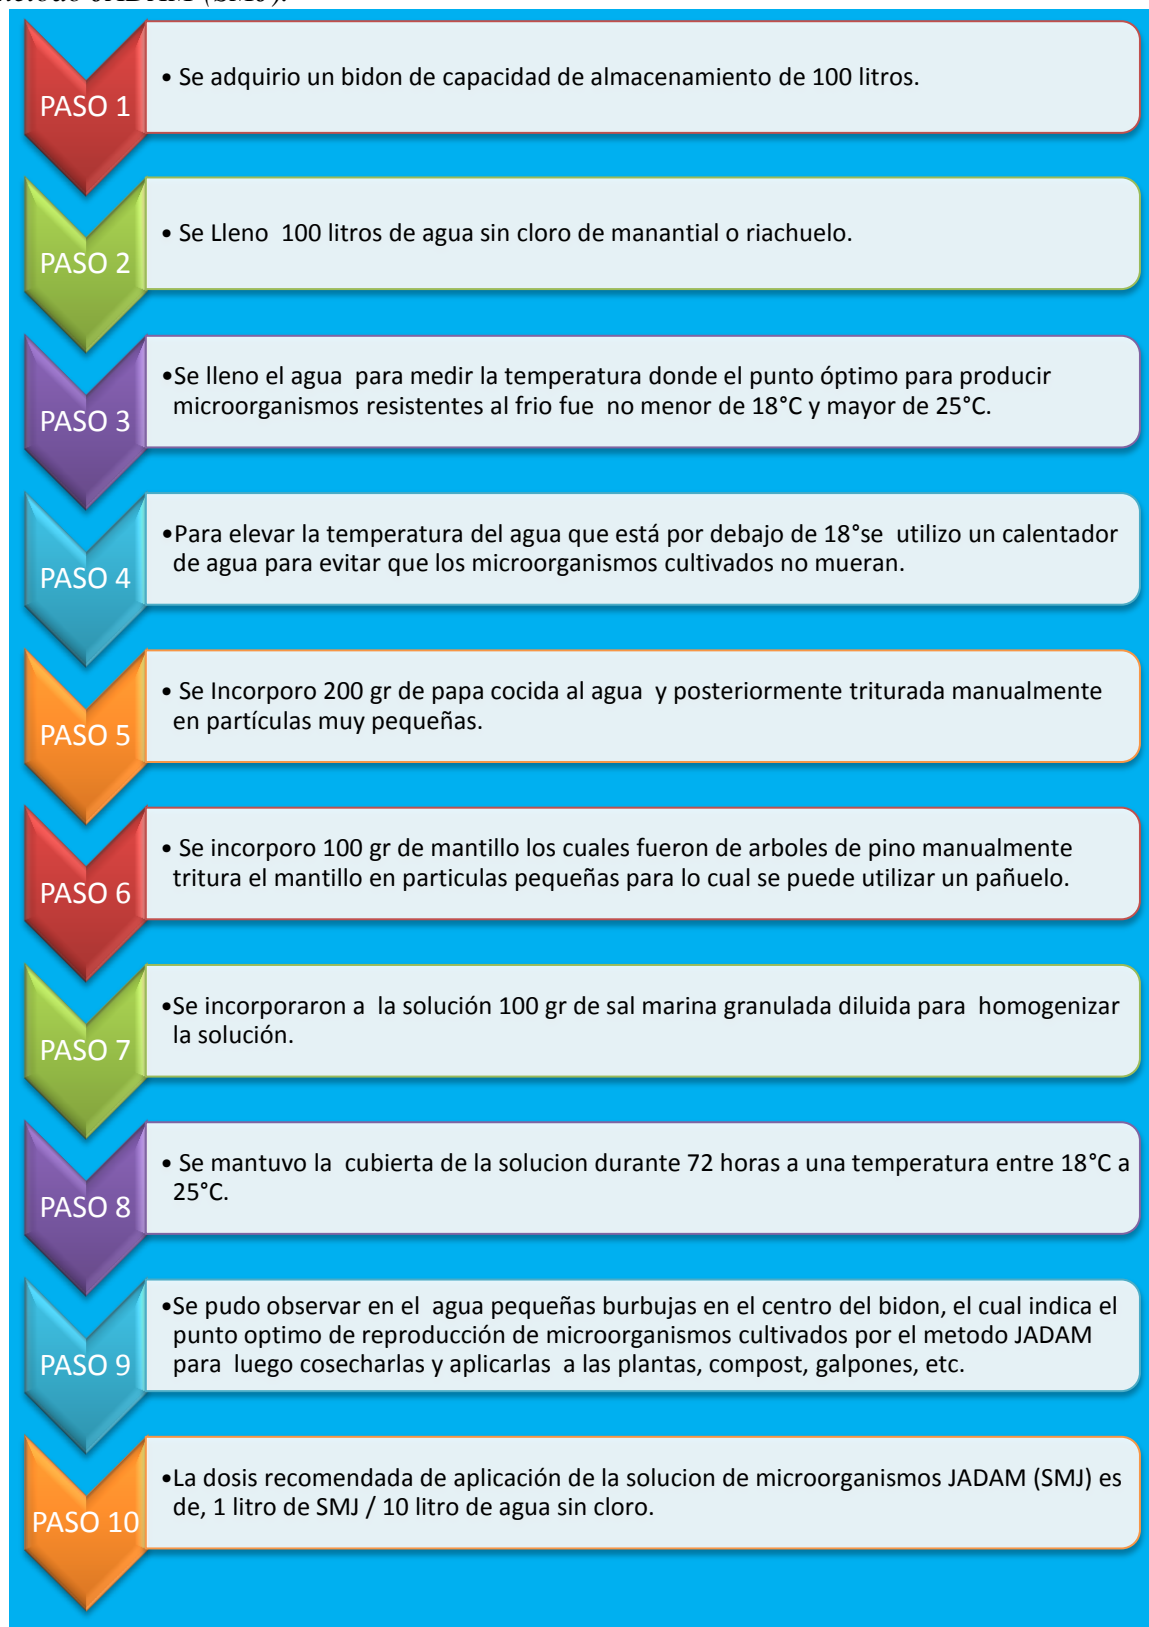 JADAM (SMJ).
PASO 1
• Se adquirio un bidon de capacidad de almacenamiento de 100 litros.
PASO 2
• Se Lleno 100 litros de agua sin cloro de manantial o riachuelo.
PASO 3
•Se lleno el agua para medir la temperatura donde el punto óptimo para producir
microorganismos resistentes al frio fue no menor de 18°C y mayor de 25°C.
PASO 4
•Para elevar la temperatura del agua que está por debajo de 18°se utilizo un calentador
de agua para evitar que los microorganismos cultivados no mueran.
PASO 5
• Se Incorporo 200 gr de papa cocida al agua y posteriormente triturada manualmente
en partículas muy pequeñas.
PASO 6
• Se incorporo 100 gr de mantillo los cuales fueron de arboles de pino manualmente
tritura el mantillo en particulas pequeñas para lo cual se puede utilizar un pañuelo.
PASO 7
•Se incorporaron a la solución 100 gr de sal marina granulada diluida para homogenizar
la solución.
PASO 8
• Se mantuvo la cubierta de la solucion durante 72 horas a una temperatura entre 18°C a
25°C.
PASO 9
•Se pudo observar en el agua pequeñas burbujas en el centro del bidon, el cual indica el
punto optimo de reproducción de microorganismos cultivados por el metodo JADAM
para luego cosecharlas y aplicarlas a las plantas, compost, galpones, etc.
PASO 10
•La dosis recomendada de aplicación de la solucion de microorganismos JADAM (SMJ) es
de, 1 litro de SMJ / 10 litro de agua sin cloro.